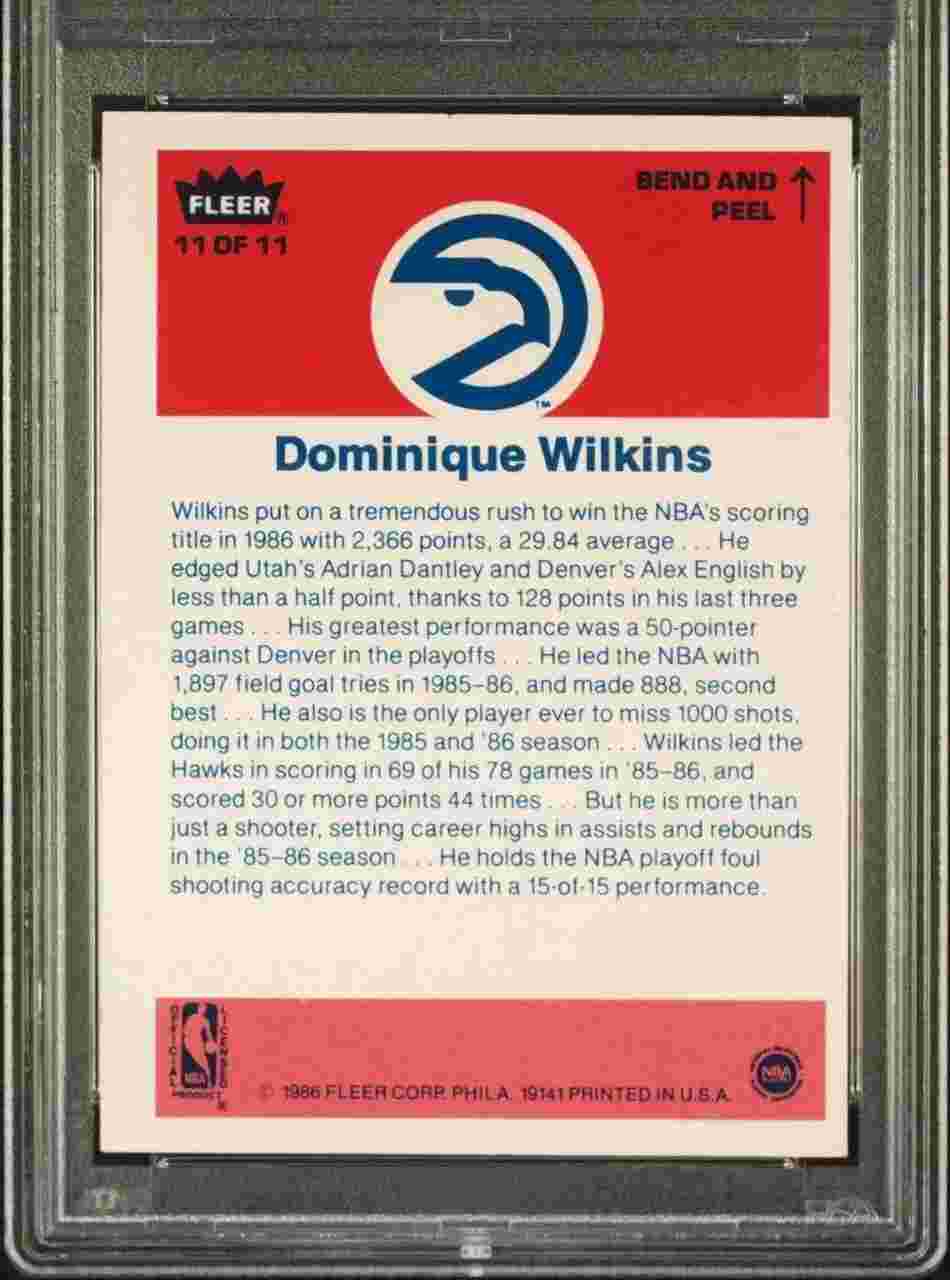 FLEER®
11 OF 11
BEND AND
PEEL
™
Dominique Wilkins
Wilkins put on a tremendous rush to win the NBA's scoring
title in 1986 with 2,366 points, a 29.84 average . . . He
edged Utah's Adrian Dantley and Denver's Alex English by
less than a half point, thanks to 128 points in his last three
games . . . His greatest performance was a 50-pointer
against Denver in the playoffs . . . He led the NBA with
1,897 field goal tries in 1985–86, and made 888, second
best . . . He also is the only player ever to miss 1000 shots,
doing it in both the 1985 and '86 season . . . Wilkins led the
Hawks in scoring in 69 of his 78 games in '85–86, and
scored 30 or more points 44 times . . . But he is more than
just a shooter, setting career highs in assists and rebounds
in the '85–86 season . . . He holds the NBA playoff foul
shooting accuracy record with a 15-of-15 performance.
OFFICIAL
LICENSED
NBA
PRODUCT®
© 1986 FLEER CORP. PHILA. 19141 PRINTED IN U.S.A.
NBA